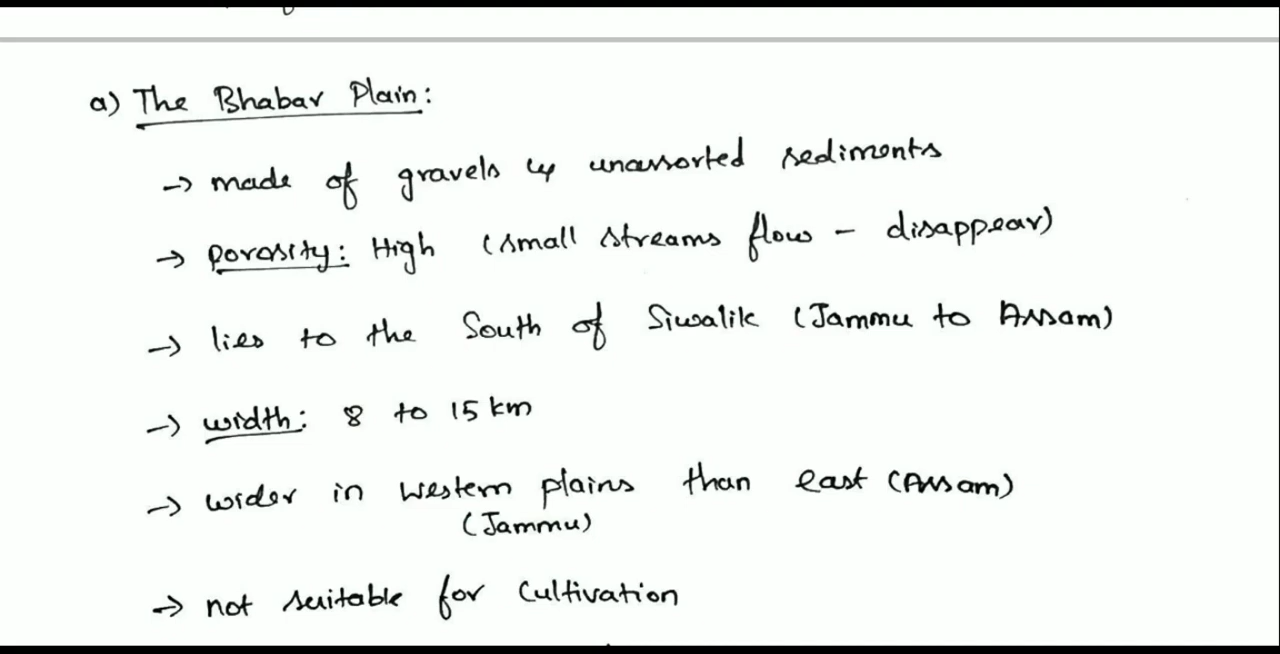 a) The Bhabar Plain:
→ made of gravels & unassorted sediments
→ porosity: High (small streams flow - disappear)
→ lies to the South of Siwalik (Jammu to Assam)
→ width: 8 to 15 km
→ wider in western plains than east (Assam)
(Jammu)
→ not suitable for cultivation